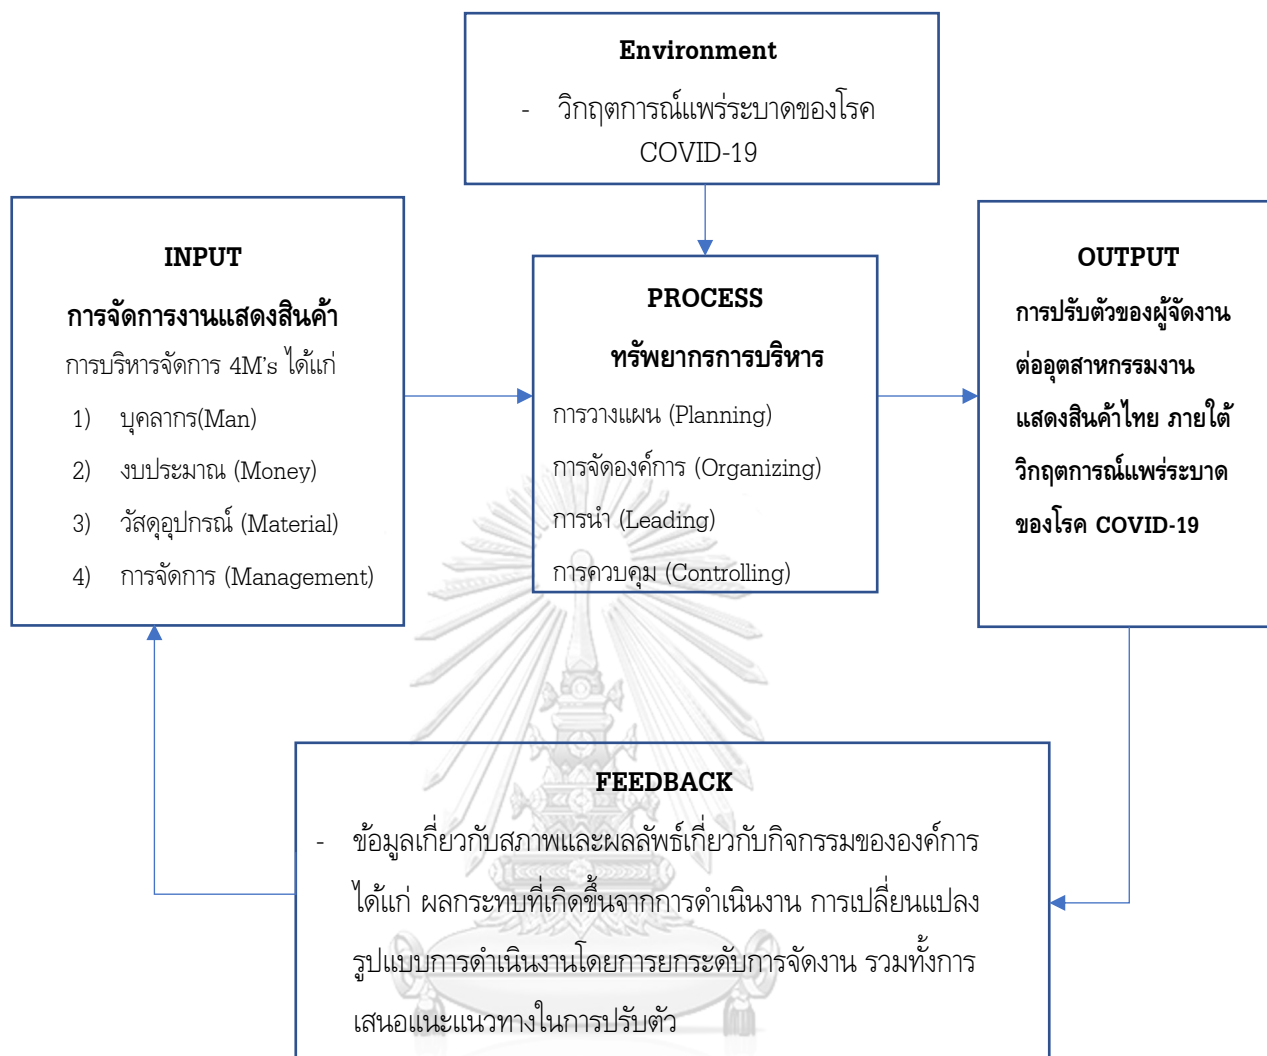 Environment
- วิกฤตการณ์แพร่ระบาดของโรค
COVID-19
INPUT
การจัดการงานแสดงสินค้า
การบริหารจัดการ 4M's ได้แก่
1) บุคลากร(Man)
2) งบประมาณ (Money)
3) วัสดุอุปกรณ์ (Material)
4) การจัดการ (Management)
PROCESS
ทรัพยากรการบริหาร
การวางแผน (Planning)
การจัดองค์การ (Organizing)
การนำ (Leading)
การควบคุม (Controlling)
OUTPUT
การปรับตัวของผู้จัดงาน
ต่ออุตสาหกรรมงาน
แสดงสินค้าไทย ภายใต้
วิกฤตการณ์แพร่ระบาด
ของโรค COVID-19
FEEDBACK
- ข้อมูลเกี่ยวกับสภาพและผลลัพธ์เกี่ยวกับกิจกรรมขององค์การ
ได้แก่ ผลกระทบที่เกิดขึ้นจากการดำเนินงาน การเปลี่ยนแปลง
รูปแบบการดำเนินงานโดยการยกระดับการจัดงาน รวมทั้งการ
เสนอแนะแนวทางในการปรับตัว